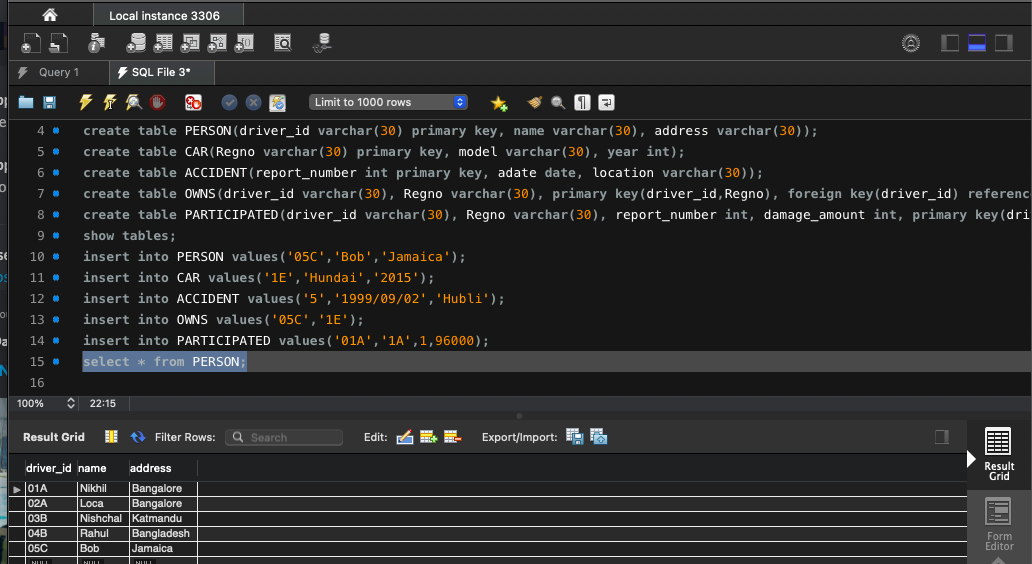 Local instance 3306
Query 1
SQL File 3*
Limit to 1000 rows
4 create table PERSON(driver_id varchar(30) primary key, name varchar(30), address varchar(30));
5 create table CAR(Regno varchar(30) primary key, model varchar(30), year int);
6 create table ACCIDENT(report_number int primary key, adate date, location varchar(30));
7 create table OWNS(driver_id varchar(30), Regno varchar(30), primary key(driver_id,Regno), foreign key(driver_id) referenc
8 create table PARTICIPATED(driver_id varchar(30), Regno varchar(30), report_number int, damage_amount int, primary key(dri
9 show tables;
10 insert into PERSON values('05C','Bob','Jamaica');
11 insert into CAR values('1E','Hundai','2015');
12 insert into ACCIDENT values('5','1999/09/02','Hubli');
13 insert into OWNS values('05C','1E');
14 insert into PARTICIPATED values('01A','1A',1,96000);
15 select * from PERSON;
16
100% 22:15
Result Grid Filter Rows: Search Edit: Export/Import:
driver_id name address
01A Nikhil Bangalore
02A Loca Bangalore
03B Nishchal Katmandu
04B Rahul Bangladesh
05C Bob Jamaica
NULL NULL NULL
Result
Grid
Form
Editor